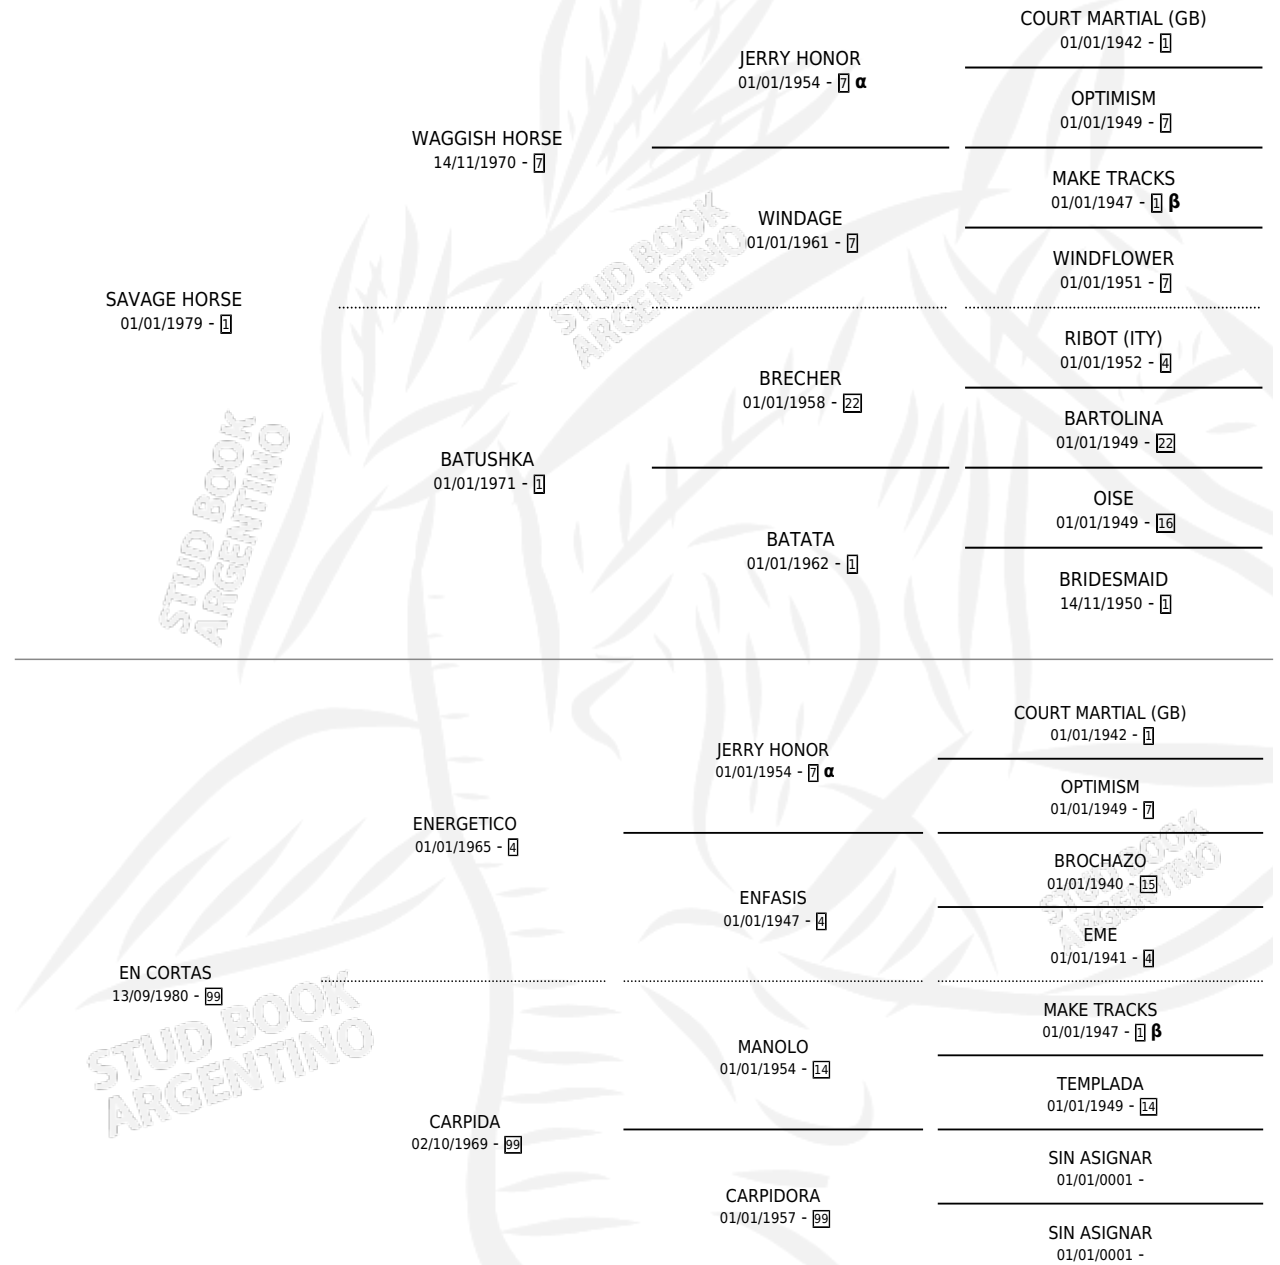 COURT MARTIAL (GB)
01/01/1942 - 1
JERRY HONOR
01/01/1954 - 7 α
OPTIMISM
01/01/1949 - 7
WAGGISH HORSE
14/11/1970 - 7
MAKE TRACKS
01/01/1947 - 1 β
WINDAGE
01/01/1961 - 7
WINDFLOWER
01/01/1951 - 7
SAVAGE HORSE
01/01/1979 - 1
RIBOT (ITY)
01/01/1952 - 4
BRECHER
01/01/1958 - 22
BARTOLINA
01/01/1949 - 22
BATUSHKA
01/01/1971 - 1
OISE
01/01/1949 - 16
BATATA
01/01/1962 - 1
BRIDESMAID
14/11/1950 - 1
STUD BOOK
ARGENTINO
STUD BOOK
ARGENTINO
COURT MARTIAL (GB)
01/01/1942 - 1
JERRY HONOR
01/01/1954 - 7 α
OPTIMISM
01/01/1949 - 7
ENERGETICO
01/01/1965 - 4
BROCHAZO
01/01/1940 - 15
ENFASIS
01/01/1947 - 4
EME
01/01/1941 - 4
EN CORTAS
13/09/1980 - 99
MAKE TRACKS
01/01/1947 - 1 β
MANOLO
01/01/1954 - 14
TEMPLADA
01/01/1949 - 14
CARPIDA
02/10/1969 - 99
SIN ASIGNAR
01/01/0001 -
CARPIDORA
01/01/1957 - 99
SIN ASIGNAR
01/01/0001 -
STUD BOOK
ARGENTINO
STUD BOOK
ARGENTINO